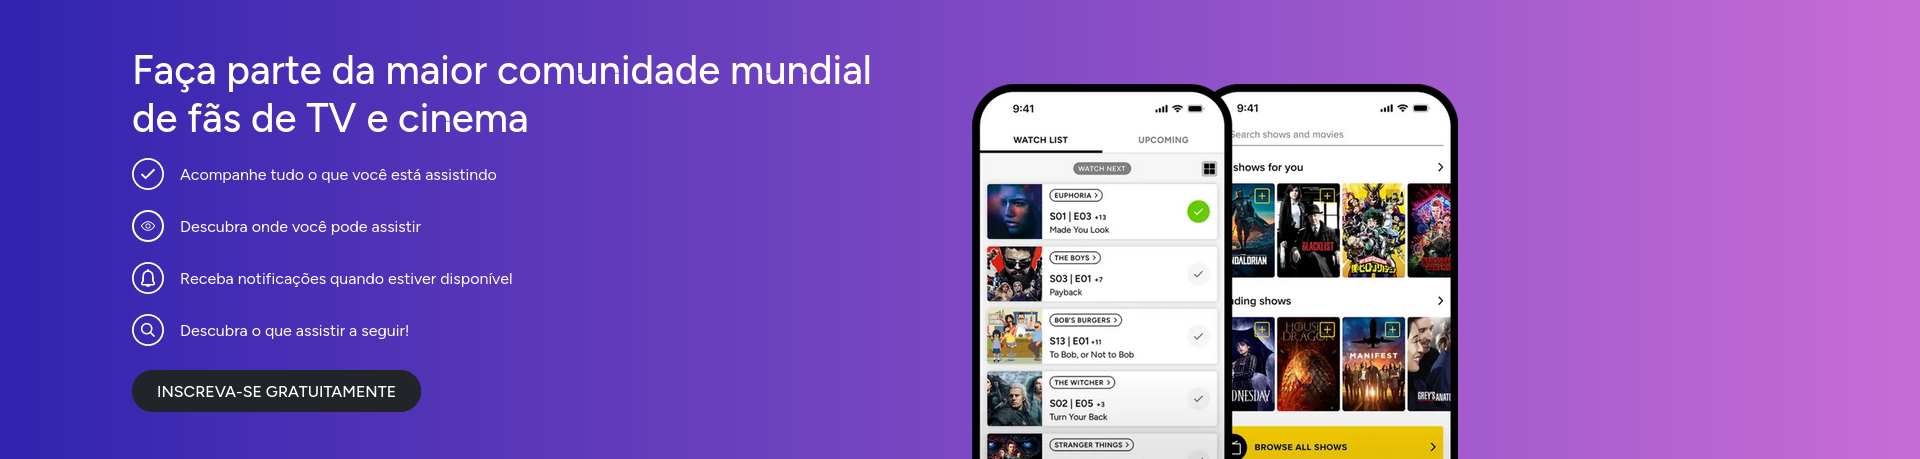 Faça parte da maior comunidade mundial
de fãs de TV e cinema
Acompanhe tudo o que você está assistindo
Descubra onde você pode assistir
Receba notificações quando estiver disponível
Descubra o que assistir a seguir!
INSCREVA-SE GRATUITAMENTE
9:41
WATCH LIST
UPCOMING
WATCH NEXT
EUPHORIA
S01 | E03 +13
Made You Look
THE BOYS
S03 | E01 +7
Payback
BOB'S BURGERS
S13 | E01 +11
To Bob, or Not to Bob
THE WITCHER
S02 | E05 +3
Turn Your Back
STRANGER THINGS
9:41
Search shows and movies
shows for you
DALORIAN
BLACKLIST
ding shows
DNESDAY
HOUSE
DRAGON
MANIFEST
GREY'S ANAT
BROWSE ALL SHOWS